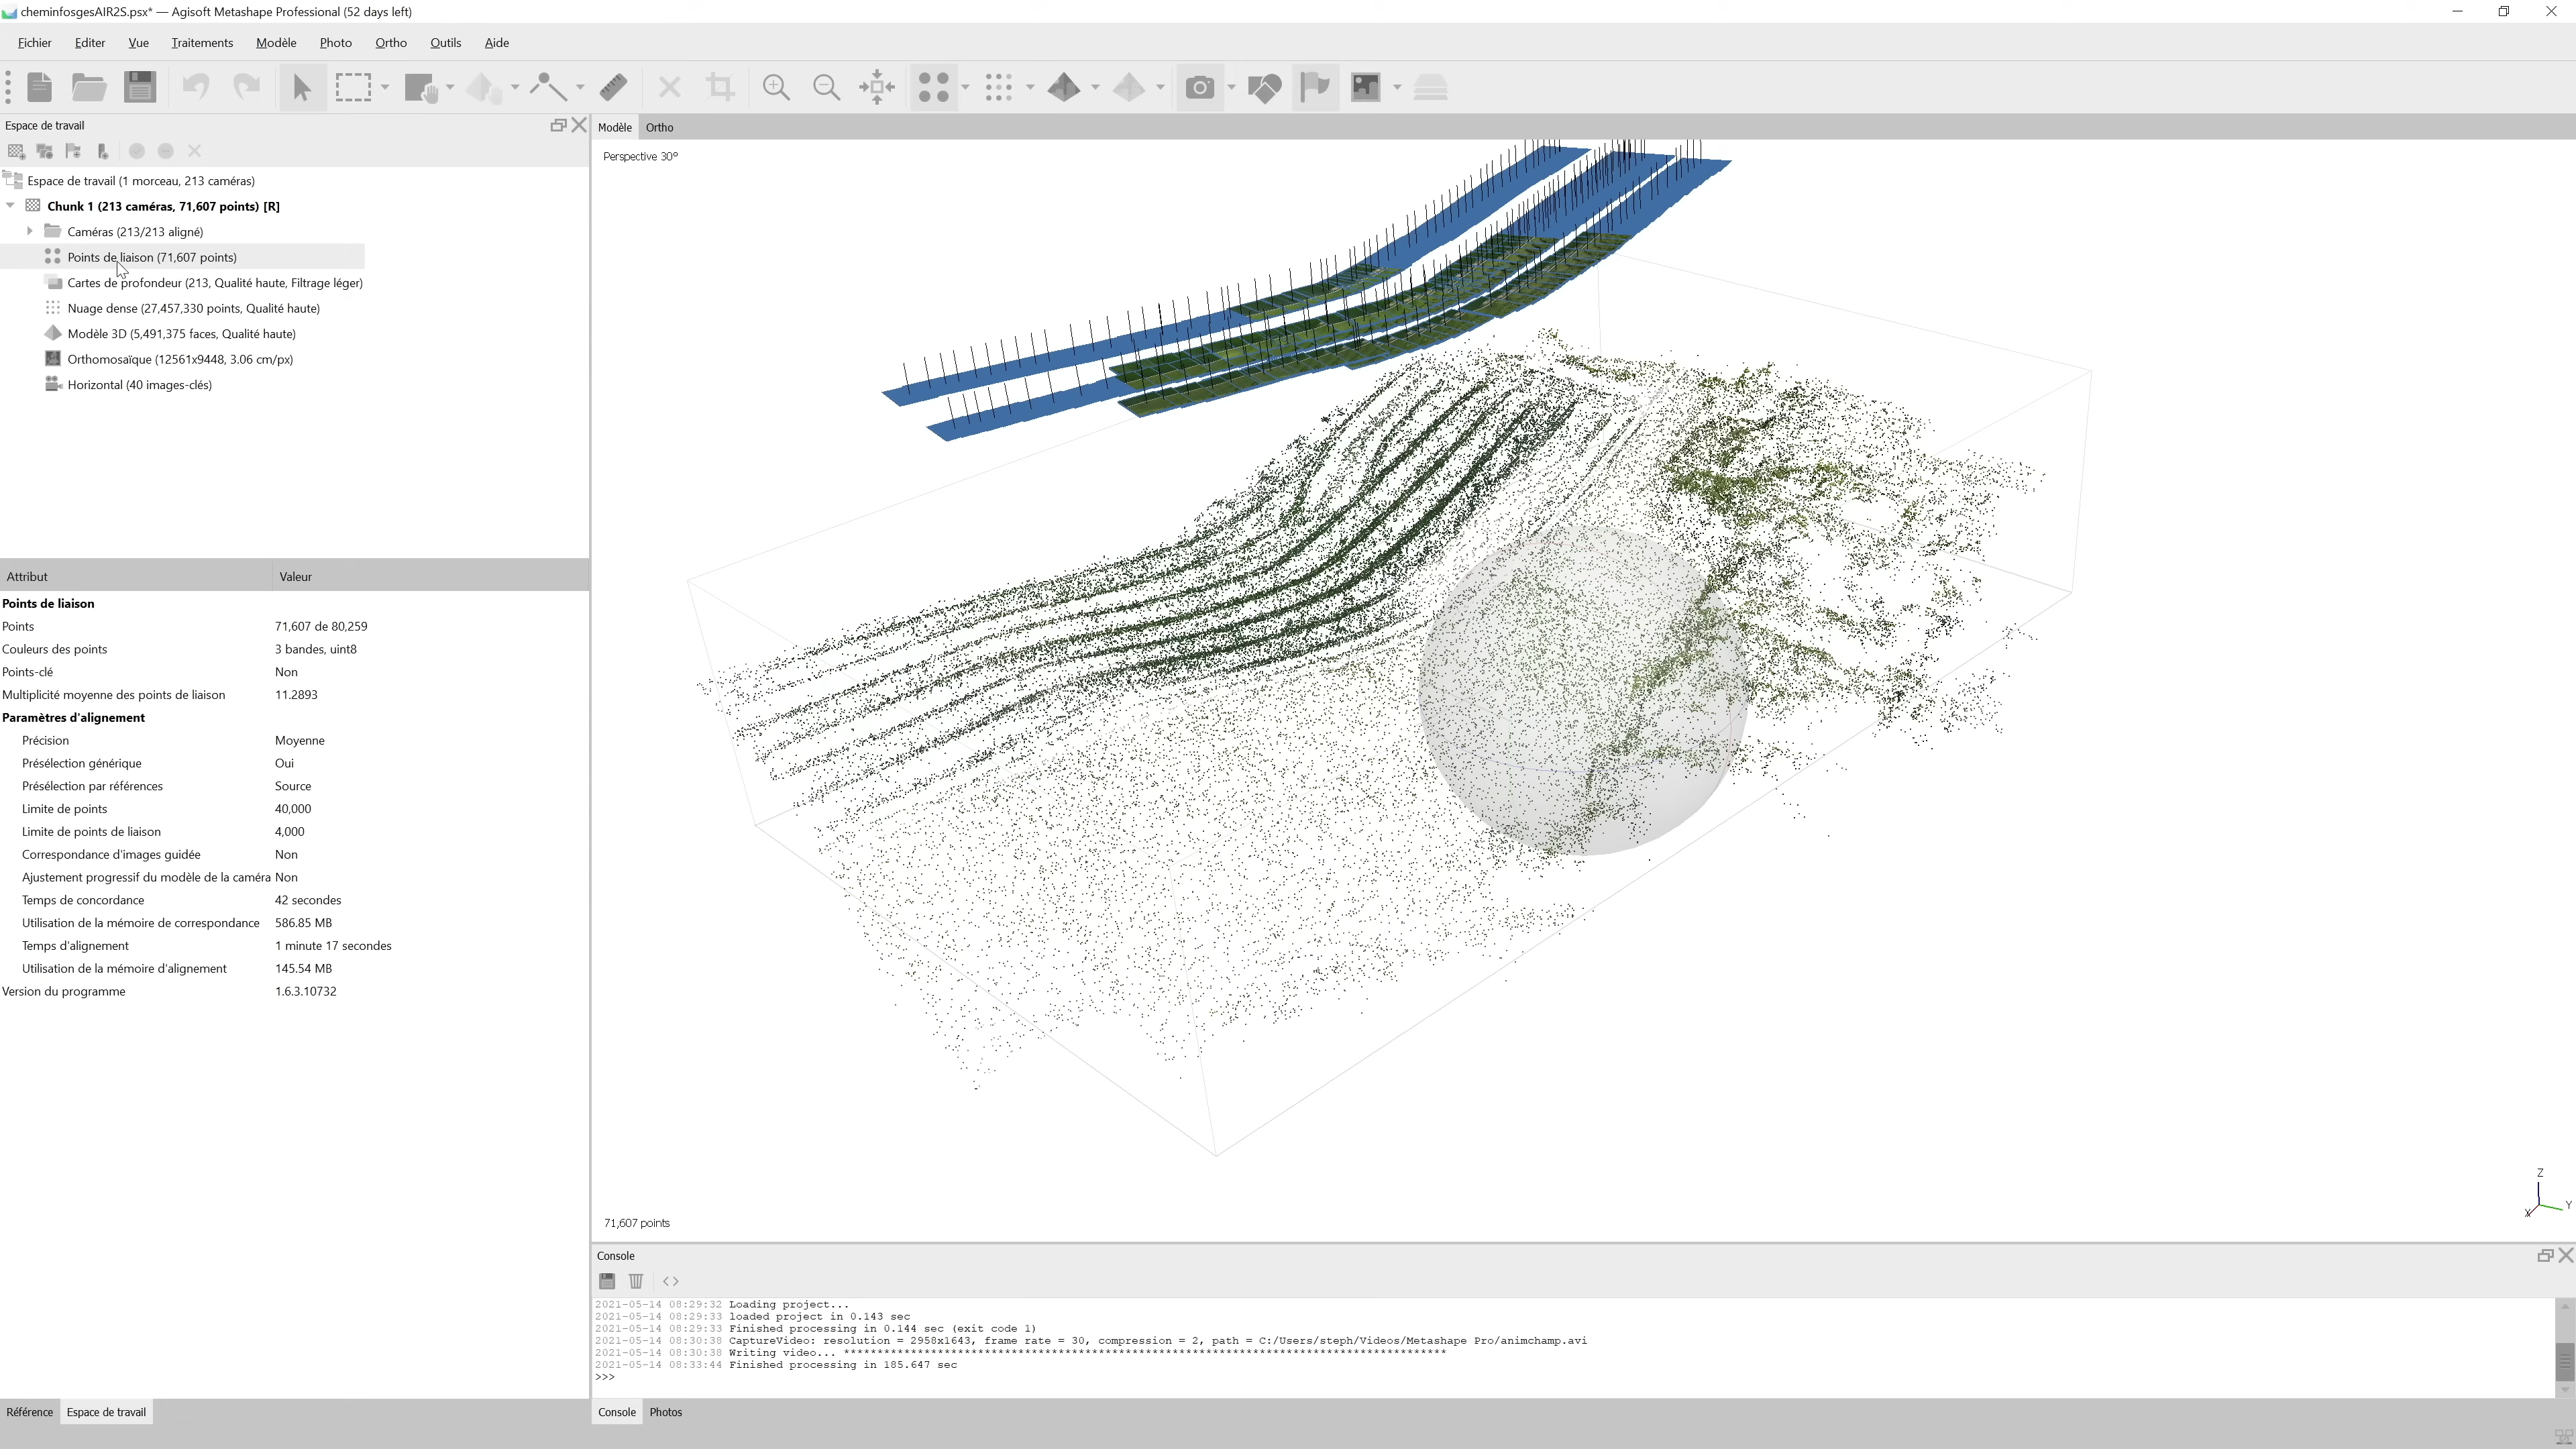 cheminfosgesAIR2S.psx* — Agisoft Metashape Professional (52 days left)
Fichier Editer Vue Traitements Modèle Photo Ortho Outils Aide
Espace de travail
Espace de travail (1 morceau, 213 caméras)
Chunk 1 (213 caméras, 71,607 points) [R]
Caméras (213/213 aligné)
Points de liaison (71,607 points)
Cartes de profondeur (213, Qualité haute, Filtrage léger)
Nuage dense (27,457,330 points, Qualité haute)
Modèle 3D (5,491,375 faces, Qualité haute)
Orthomosaïque (12561x9448, 3.06 cm/px)
Horizontal (40 images-clés)
Attribut Valeur
Points de liaison
Points 71,607 de 80,259
Couleurs des points 3 bandes, uint8
Points-clé Non
Multiplicité moyenne des points de liaison 11.2893
Paramètres d'alignement
Précision Moyenne
Présélection générique Oui
Présélection par références Source
Limite de points 40,000
Limite de points de liaison 4,000
Correspondance d'images guidée Non
Ajustement progressif du modèle de la caméra Non
Temps de concordance 42 secondes
Utilisation de la mémoire de correspondance 586.85 MB
Temps d'alignement 1 minute 17 secondes
Utilisation de la mémoire d'alignement 145.54 MB
Version du programme 1.6.3.10732
Référence Espace de travail
Modèle Ortho
Perspective 30°
Z
Y
X
71,607 points
Console
2021-05-14 08:29:32 Loading project...
2021-05-14 08:29:33 loaded project in 0.143 sec
2021-05-14 08:29:33 Finished processing in 0.144 sec (exit code 1)
2021-05-14 08:30:38 CaptureVideo: resolution = 2958x1643, frame rate = 30, compression = 2, path = C:/Users/steph/Videos/Metashape Pro/animchamp.avi
2021-05-14 08:30:38 Writing video... ******************************************************************************************
2021-05-14 08:33:44 Finished processing in 185.647 sec
>>>
Console Photos